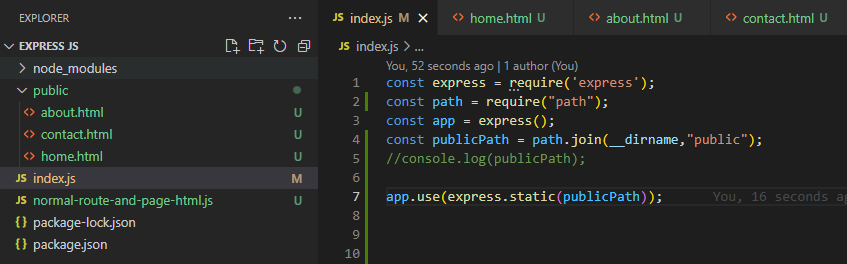 EXPLORER
EXPRESS JS
node_modules
public
about.html U
contact.html U
home.html U
JS index.js M
JS normal-route-and-page-html.js U
{} package-lock.json
{} package.json
JS index.js M home.html U about.html U contact.html U
JS index.js > ...
You, 52 seconds ago | 1 author (You)
1 const express = require('express');
2 const path = require("path");
3 const app = express();
4 const publicPath = path.join(__dirname,"public");
5 //console.log(publicPath);
6
7 app.use(express.static(publicPath)); You, 16 seconds
8
9
10